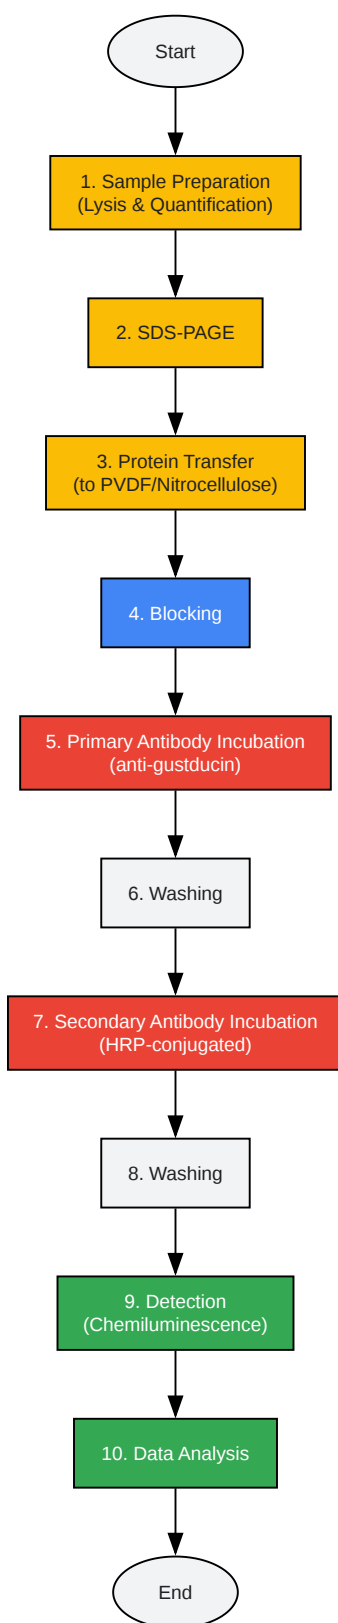 Start
1. Sample Preparation
(Lysis & Quantification)
2. SDS-PAGE
3. Protein Transfer
(to PVDF/Nitrocellulose)
4. Blocking
5. Primary Antibody Incubation
(anti-gustducin)
6. Washing
7. Secondary Antibody Incubation
(HRP-conjugated)
8. Washing
9. Detection
(Chemiluminescence)
10. Data Analysis
End